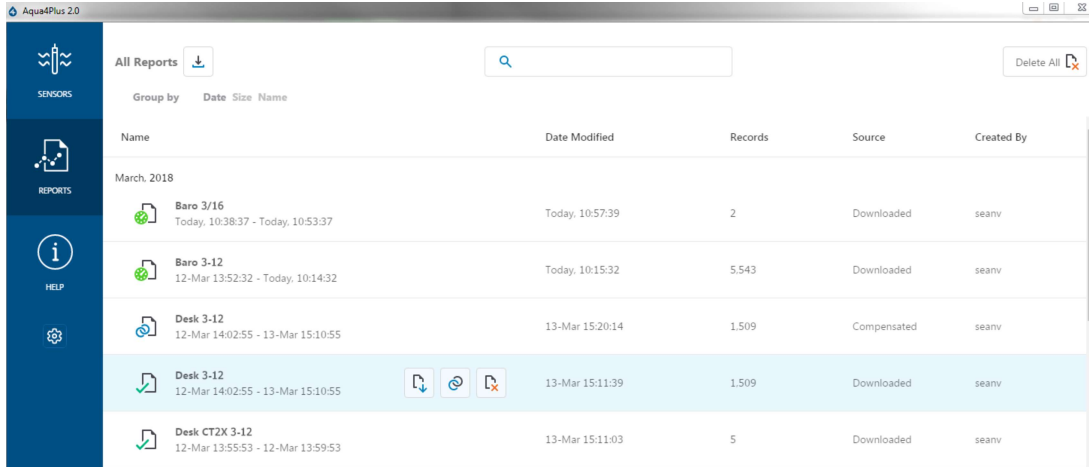 Aqua4Plus 2.0
SENSORS
REPORTS
HELP
All Reports
Delete All
Group by Date Size Name
Name Date Modified Records Source Created By
March, 2018
Baro 3/16
Today, 10:38:37 - Today, 10:53:37 Today, 10:57:39 2 Downloaded seanv
Baro 3-12
12-Mar 13:52:32 - Today, 10:14:32 Today, 10:15:32 5.543 Downloaded seanv
Desk 3-12
12-Mar 14:02:55 - 13-Mar 15:10:55 13-Mar 15:20:14 1.509 Compensated seanv
Desk 3-12
12-Mar 14:02:55 - 13-Mar 15:10:55 13-Mar 15:11:39 1.509 Downloaded seanv
Desk CT2X 3-12
12-Mar 13:55:53 - 12-Mar 13:59:53 13-Mar 15:11:03 5 Downloaded seanv